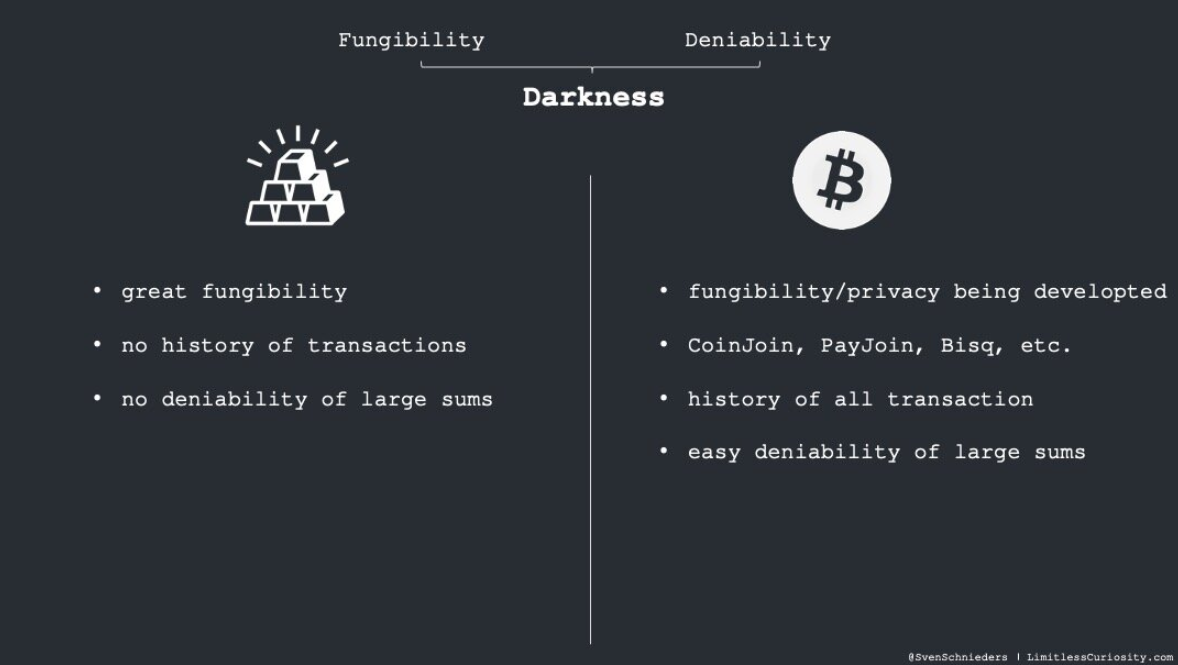 Fungibility Deniability
Darkness
• great fungibility
• no history of transactions
• no deniability of large sums
• fungibility/privacy being developted
• CoinJoin, PayJoin, Bisq, etc.
• history of all transaction
• easy deniability of large sums
@SvenSchnieders | LimitlessCuriosity.com